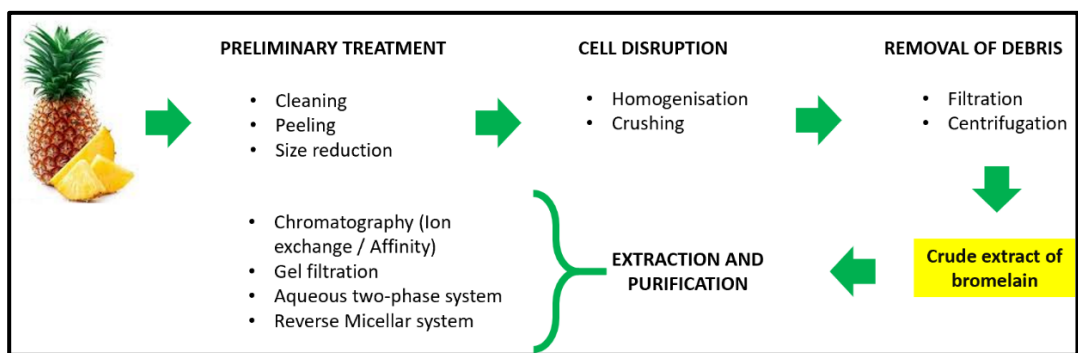 PRELIMINARY TREATMENT
• Cleaning
• Peeling
• Size reduction
CELL DISRUPTION
• Homogenisation
• Crushing
REMOVAL OF DEBRIS
• Filtration
• Centrifugation
Crude extract of
bromelain
EXTRACTION AND
PURIFICATION
• Chromatography (Ion
exchange / Affinity)
• Gel filtration
• Aqueous two-phase system
• Reverse Micellar system